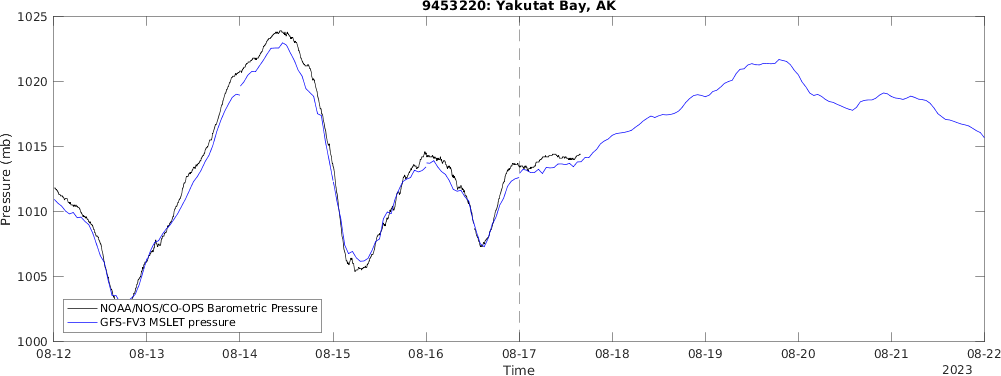 9453220: Yakutat Bay, AK
1025
1020
1015
1010
1005
1000
Pressure (mb)
NOAA/NOS/CO-OPS Barometric Pressure
GFS-FV3 MSLET pressure
08-12 08-13 08-14 08-15 08-16 08-17 08-18 08-19 08-20 08-21 08-22
Time
2023